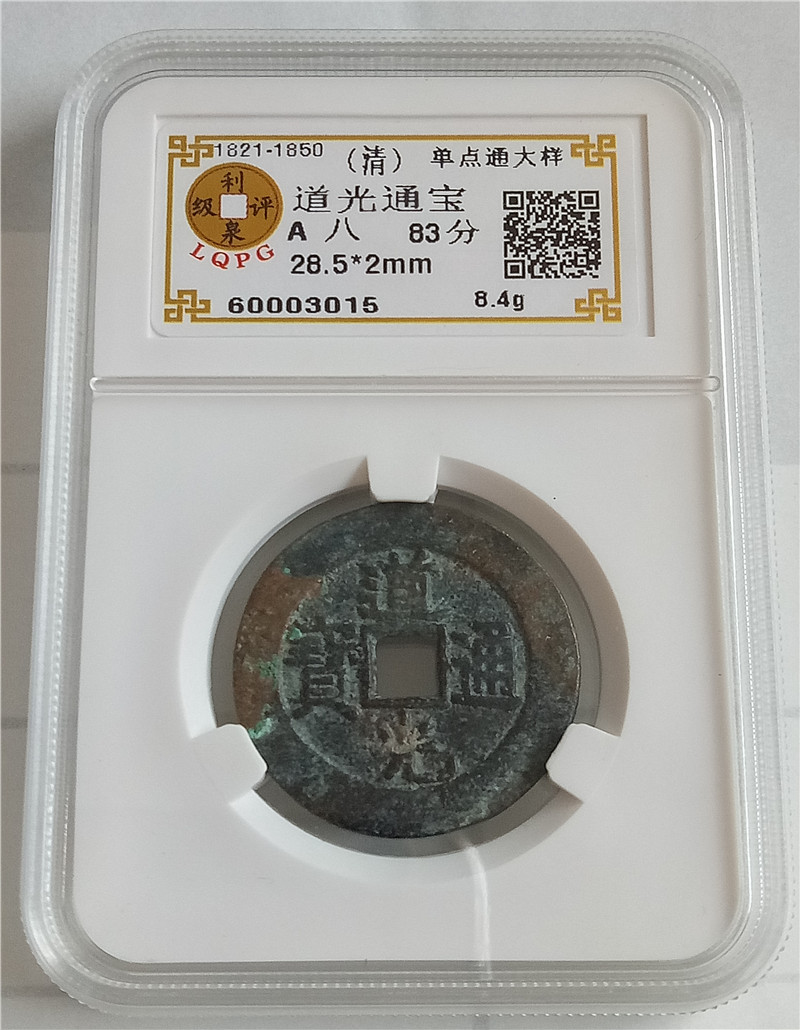 1821-1850 (清) 单点通大样
利泉评级
道光通宝
A 八 83分
LQPG
28.5*2mm
60003015 8.4g
道光通寶